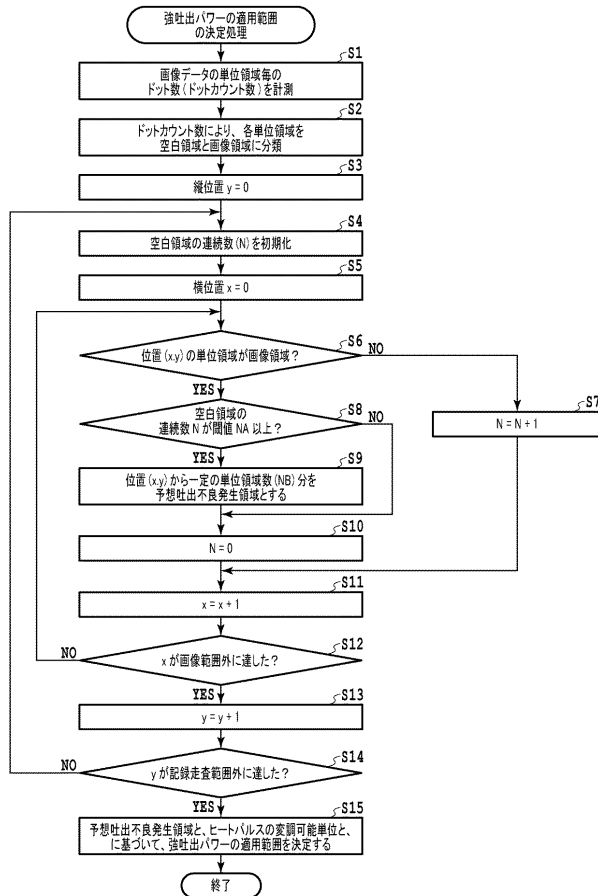 強吐出パワーの適用範囲
の決定処理
S1
画像データの単位領域毎の
ドット数(ドットカウント数)を計測
S2
ドットカウント数により、各単位領域を
空白領域と画像領域に分類
S3
縦位置 y = 0
S4
空白領域の連続数(N)を初期化
S5
横位置 x = 0
S6
位置(x.y)の単位領域が画像領域?
NO
YES
S7
N = N + 1
S8
空白領域の
連続数 N が閾値 NA 以上?
NO
YES
S9
位置(x.y)から一定の単位領域数(NB)分を
予想吐出不良発生領域とする
S10
N = 0
S11
x = x + 1
S12
x が画像範囲外に達した?
NO
YES
S13
y = y + 1
S14
y が記録走査範囲外に達した?
NO
YES
S15
予想吐出不良発生領域と、ヒートパルスの変調可能単位と、
に基づいて、強吐出パワーの適用範囲を決定する
終了